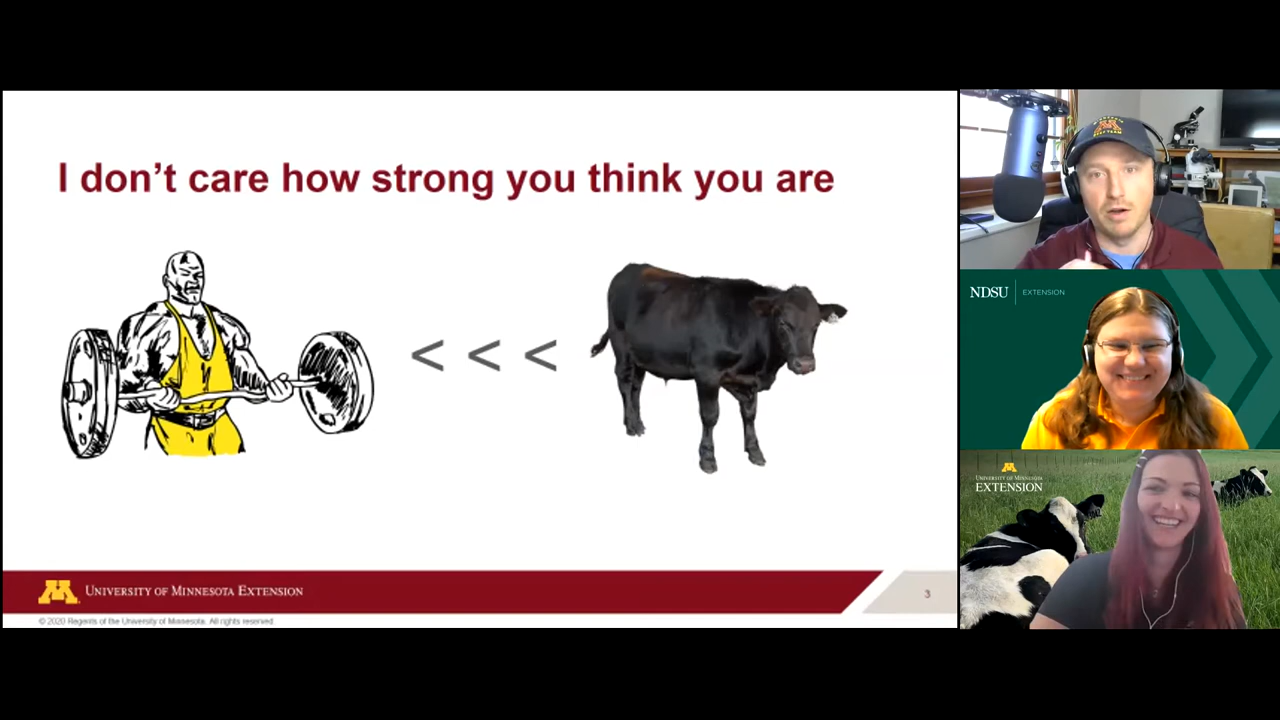 I don't care how strong you think you are
< < <
UNIVERSITY OF MINNESOTA EXTENSION
3
© 2020 Regents of the University of Minnesota. All rights reserved.
M
NDSU EXTENSION
UNIVERSITY OF MINNESOTA
EXTENSION